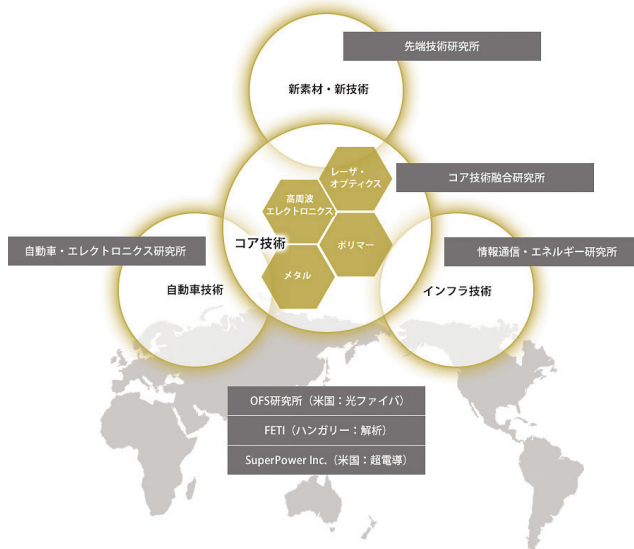 先端技術研究所
新素材・新技術
レーザ・
オプティクス
コア技術融合研究所
高周波
エレクトロニクス
コア技術
ポリマー
自動車・エレクトロニクス研究所
情報通信・エネルギー研究所
メタル
自動車技術
インフラ技術
OFS研究所（米国：光ファイバ）
FETI（ハンガリー：解析）
SuperPower Inc.（米国：超電導）